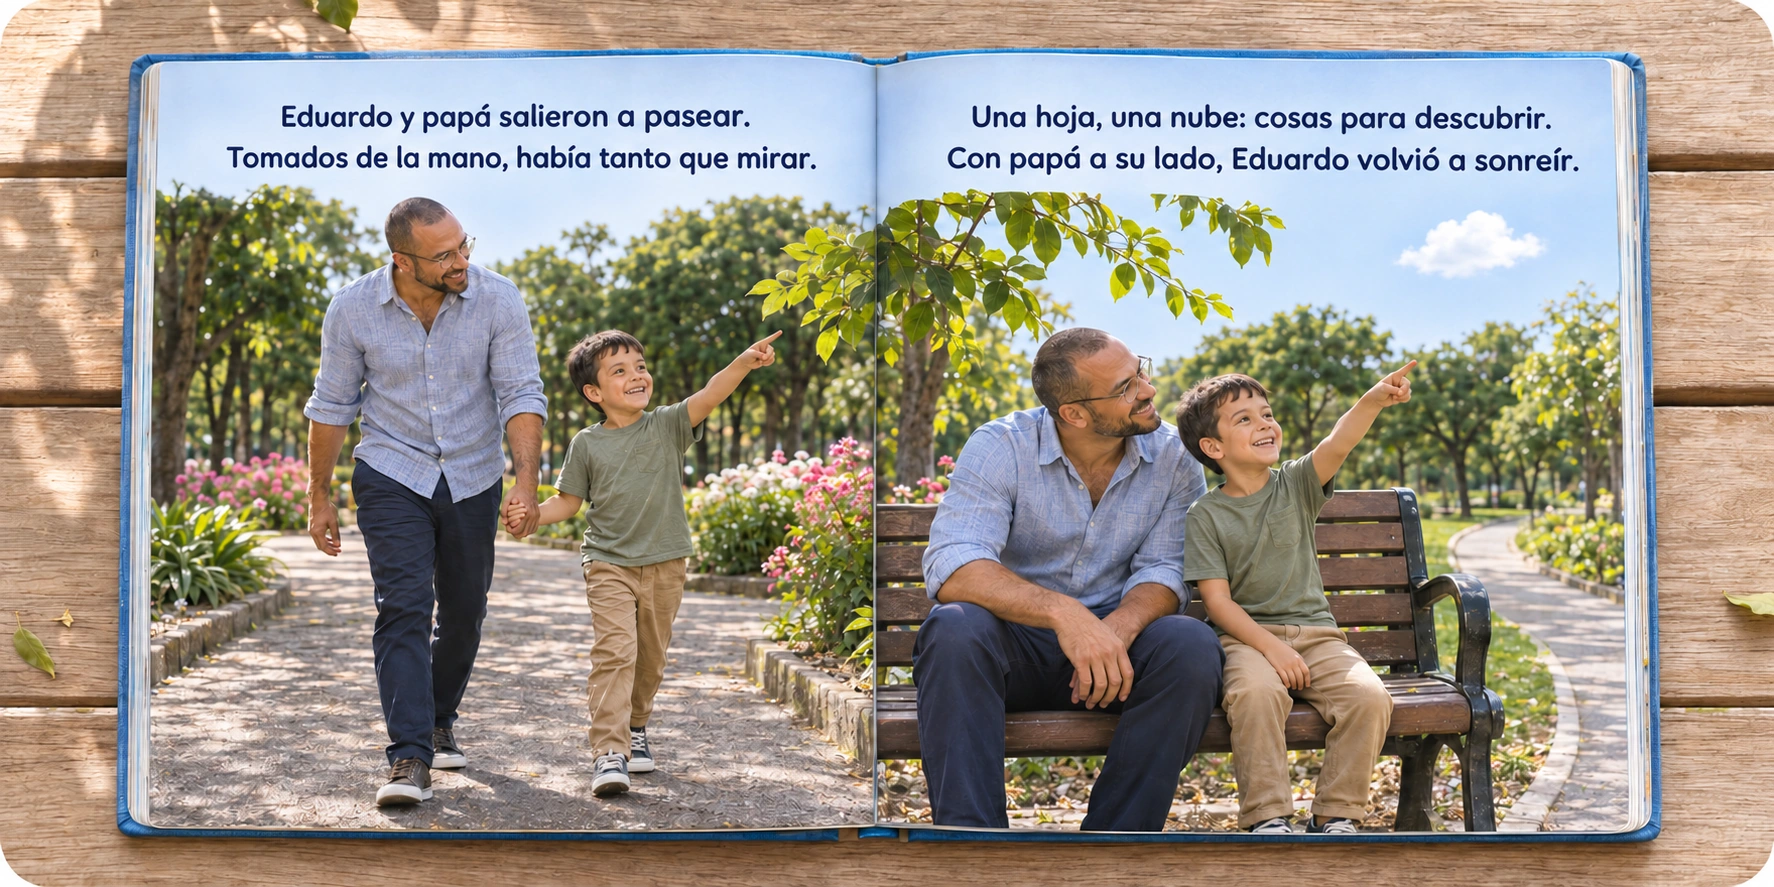 Eduardo y papá salieron a pasear.
Tomados de la mano, había tanto que mirar.
Una hoja, una nube: cosas para descubrir.
Con papá a su lado, Eduardo volvió a sonreír.